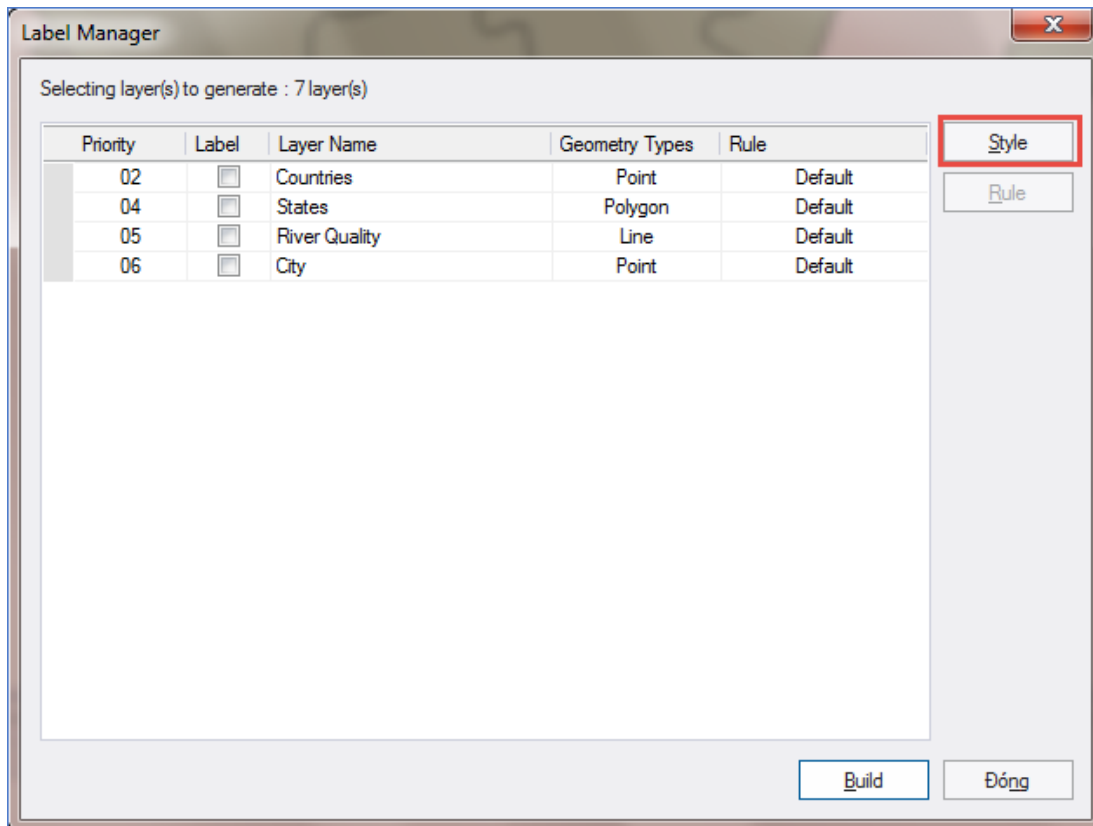 Label Manager
Selecting layer(s) to generate : 7 layer(s)
Priority Label Layer Name Geometry Types Rule
Style
02 Countries Point Default
Rule
04 States Polygon Default
05 River Quality Line Default
06 City Point Default
Build Đóng